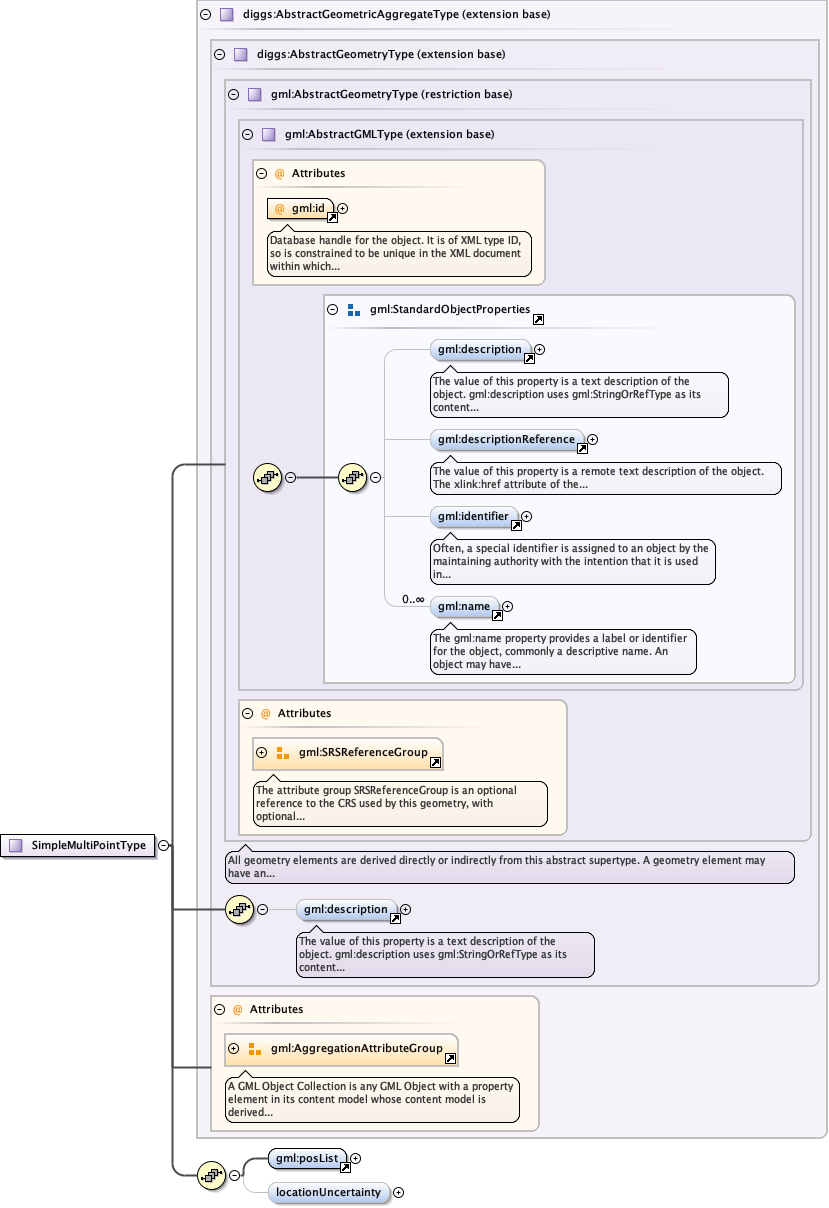 diggs:AbstractGeometricAggregateType (extension base)
diggs:AbstractGeometryType (extension base)
gml:AbstractGeometryType (restriction base)
gml:AbstractGMLType (extension base)
@ Attributes
@ gml:id
Database handle for the object. It is of XML type ID,
so is constrained to be unique in the XML document
within which...
gml:StandardObjectProperties
gml:description
The value of this property is a text description of the
object. gml:description uses gml:StringOrRefType as its
content...
gml:descriptionReference
The value of this property is a remote text description of the object.
The xlink:href attribute of the...
gml:identifier
Often, a special identifier is assigned to an object by the
maintaining authority with the intention that it is used
in...
0..∞
gml:name
The gml:name property provides a label or identifier
for the object, commonly a descriptive name. An
object may have...
@ Attributes
gml:SRSReferenceGroup
The attribute group SRSReferenceGroup is an optional
reference to the CRS used by this geometry, with
optional...
SimpleMultiPointType
All geometry elements are derived directly or indirectly from this abstract supertype. A geometry element may
have an...
gml:description
The value of this property is a text description of the
object. gml:description uses gml:StringOrRefType as its
content...
@ Attributes
gml:AggregationAttributeGroup
A GML Object Collection is any GML Object with a property
element in its content model whose content model is
derived...
gml:posList
locationUncertainty